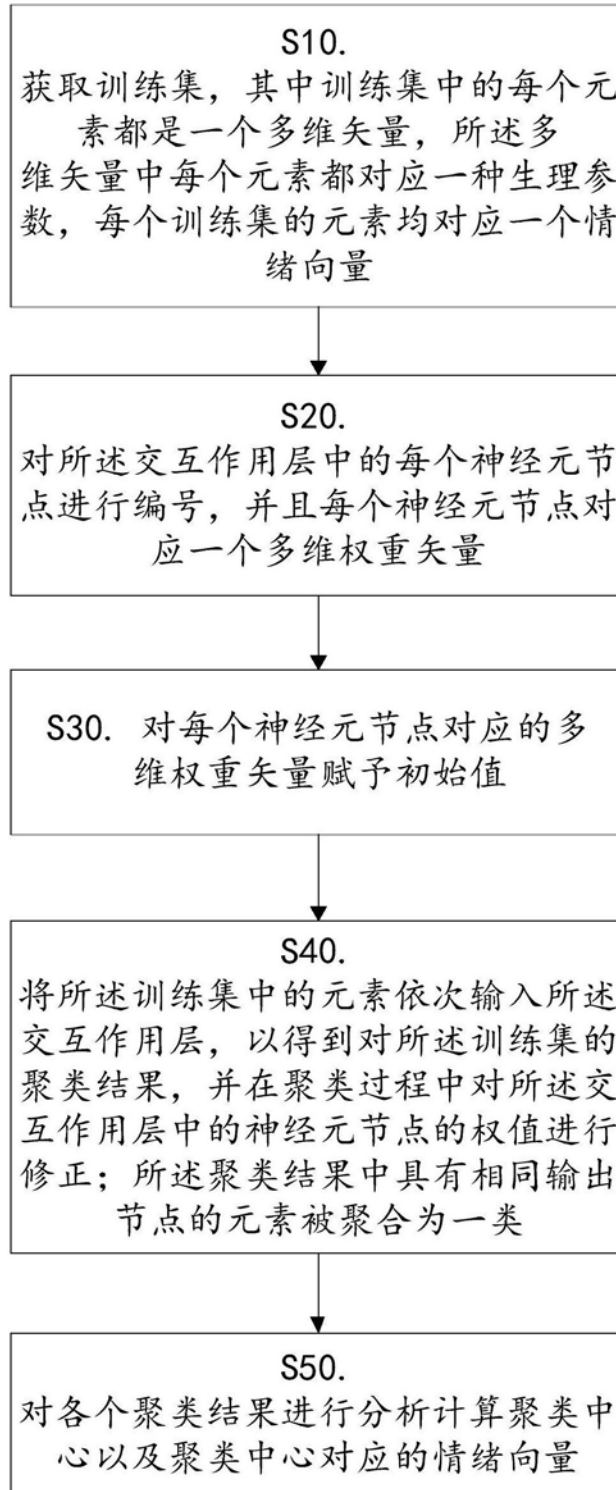 S10.
获取训练集，其中训练集中的每个元
素都是一个多维矢量，所述多
维矢量中每个元素都对应一种生理参
数，每个训练集的元素均对应一个情
绪向量
S20.
对所述交互作用层中的每个神经元节
点进行编号，并且每个神经元节点对
应一个多维权重矢量
S30. 对每个神经元节点对应的多
维权重矢量赋予初始值
S40.
将所述训练集中的元素依次输入所述
交互作用层，以得到对所述训练集的
聚类结果，并在聚类过程中对所述交
互作用层中的神经元节点的权值进行
修正；所述聚类结果中具有相同输出
节点的元素被聚合为一类
S50.
对各个聚类结果进行分析计算聚类中
心以及聚类中心对应的情绪向量